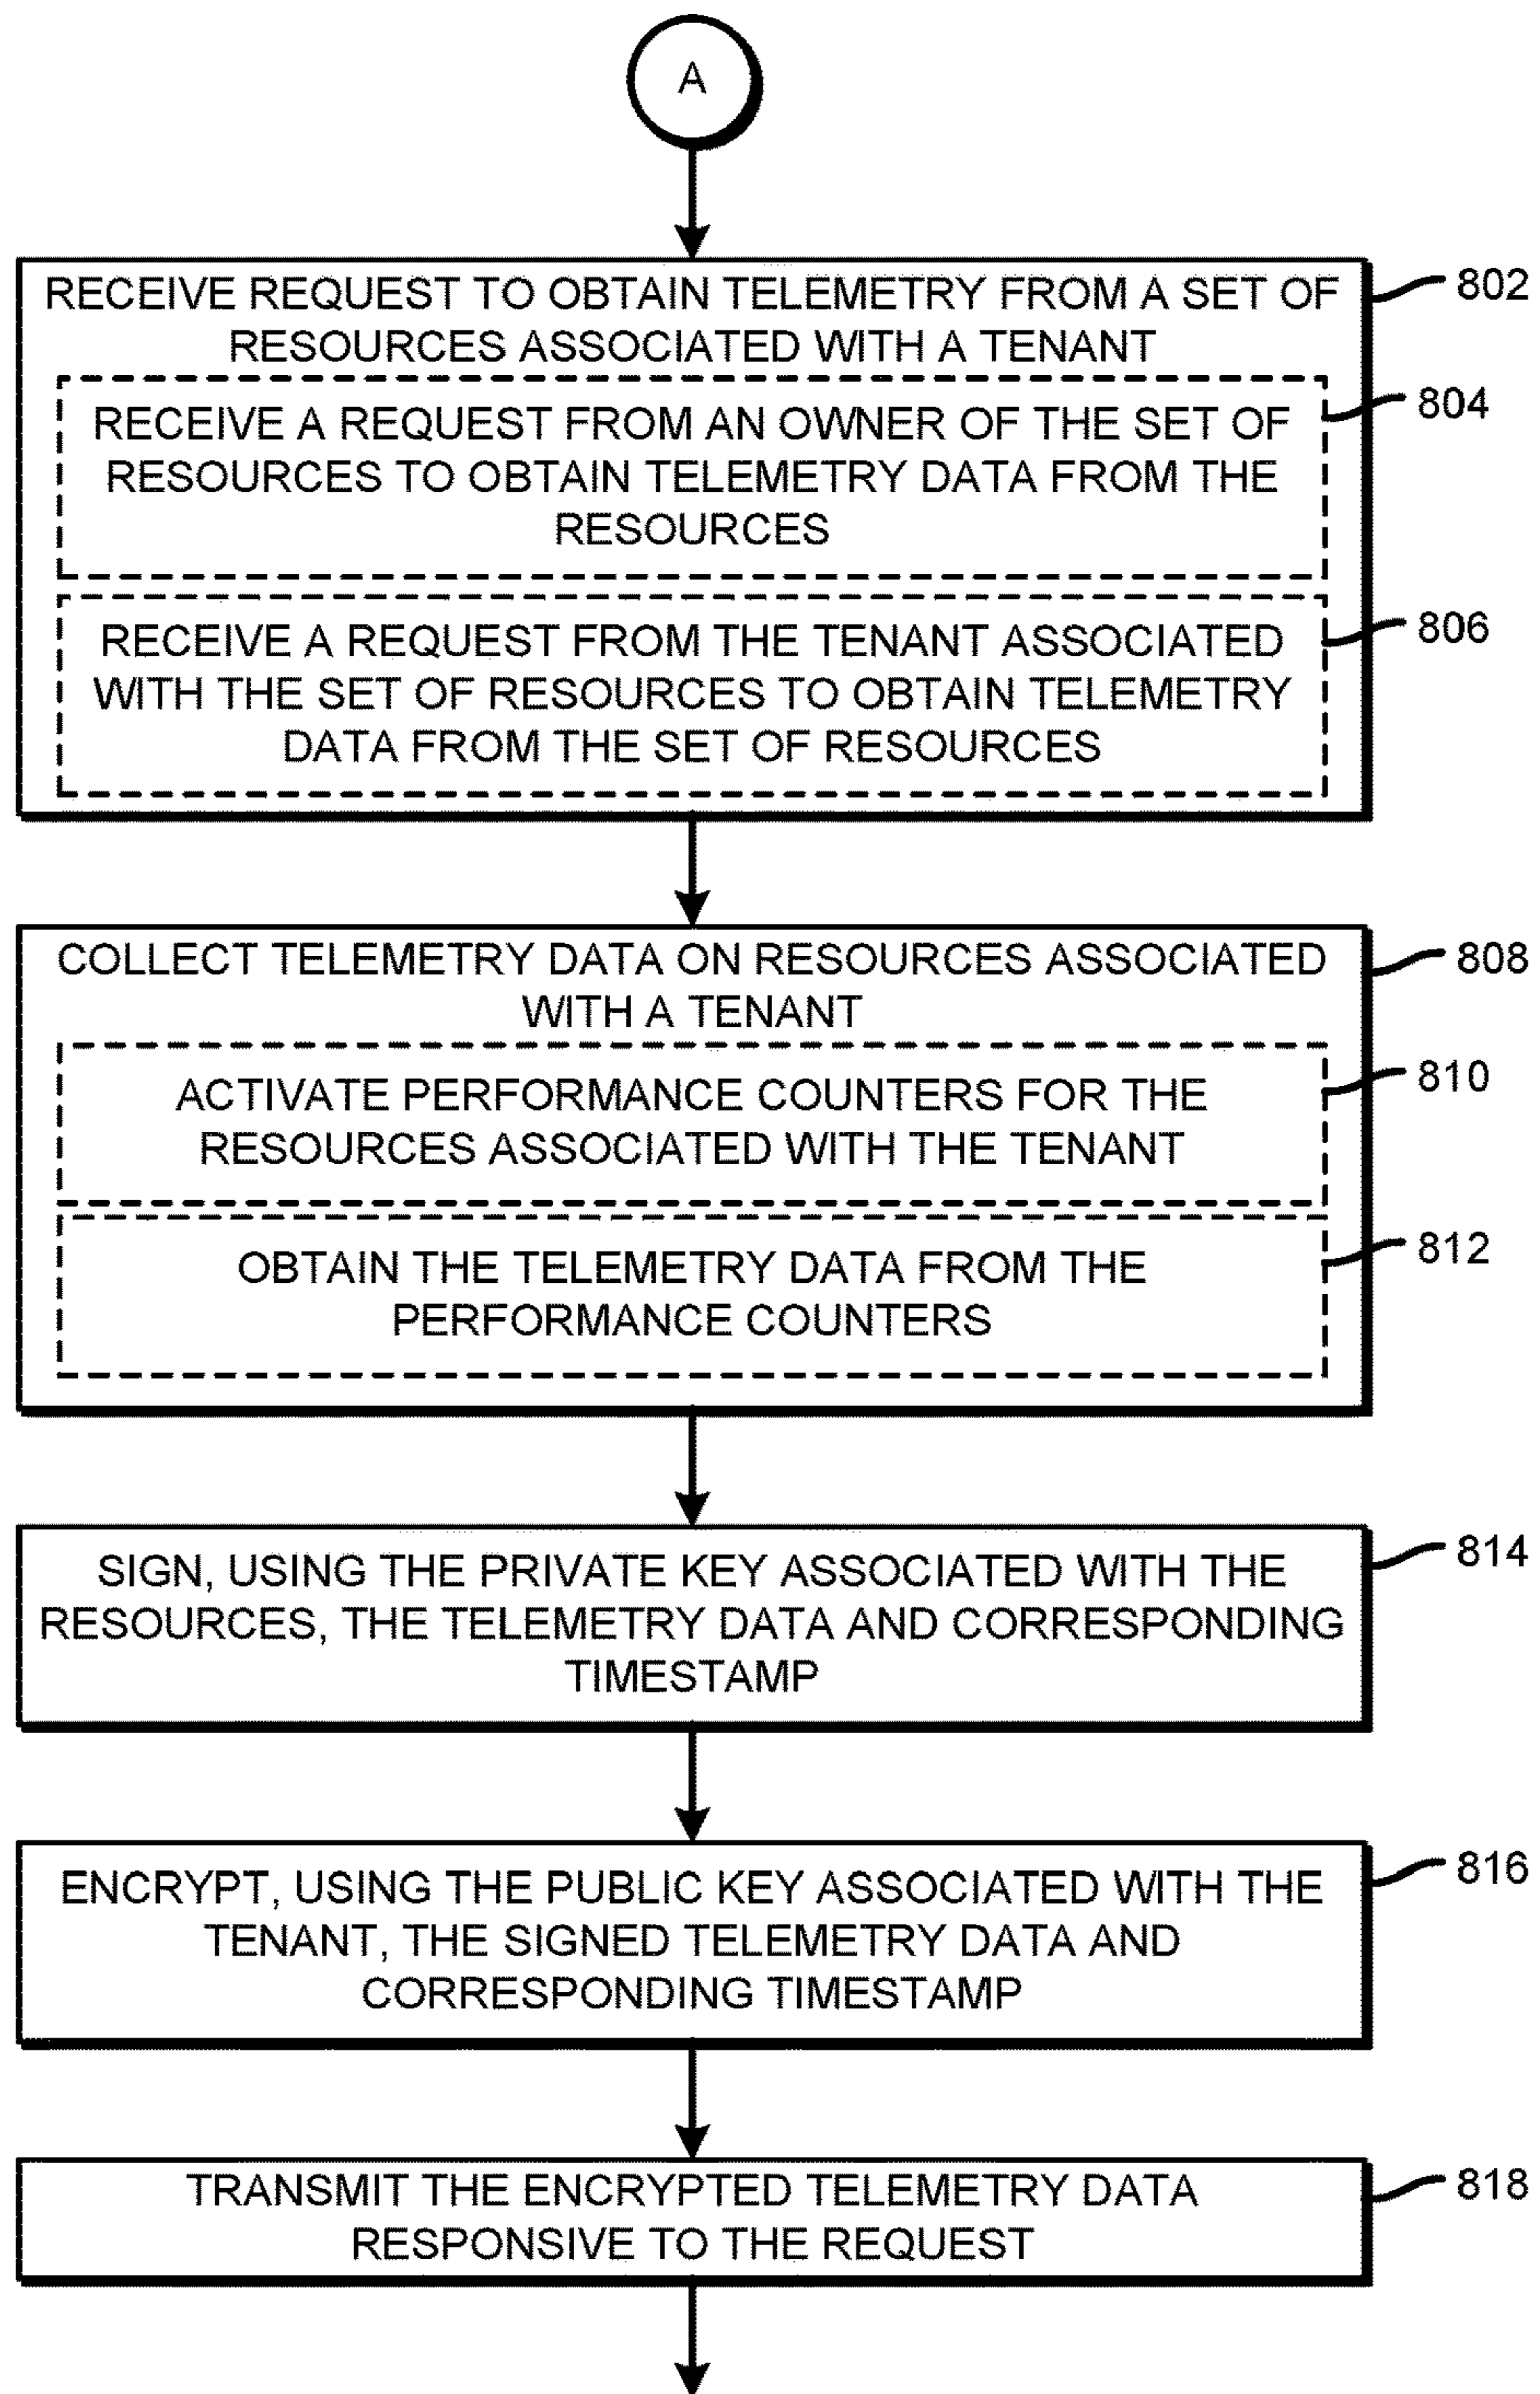 A
RECEIVE REQUEST TO OBTAIN TELEMETRY FROM A SET OF
RESOURCES ASSOCIATED WITH A TENANT
802
RECEIVE A REQUEST FROM AN OWNER OF THE SET OF
RESOURCES TO OBTAIN TELEMETRY DATA FROM THE
RESOURCES
804
RECEIVE A REQUEST FROM THE TENANT ASSOCIATED
WITH THE SET OF RESOURCES TO OBTAIN TELEMETRY
DATA FROM THE SET OF RESOURCES
806
COLLECT TELEMETRY DATA ON RESOURCES ASSOCIATED
WITH A TENANT
808
ACTIVATE PERFORMANCE COUNTERS FOR THE
RESOURCES ASSOCIATED WITH THE TENANT
810
OBTAIN THE TELEMETRY DATA FROM THE
PERFORMANCE COUNTERS
812
SIGN, USING THE PRIVATE KEY ASSOCIATED WITH THE
RESOURCES, THE TELEMETRY DATA AND CORRESPONDING
TIMESTAMP
814
ENCRYPT, USING THE PUBLIC KEY ASSOCIATED WITH THE
TENANT, THE SIGNED TELEMETRY DATA AND
CORRESPONDING TIMESTAMP
816
TRANSMIT THE ENCRYPTED TELEMETRY DATA
RESPONSIVE TO THE REQUEST
818